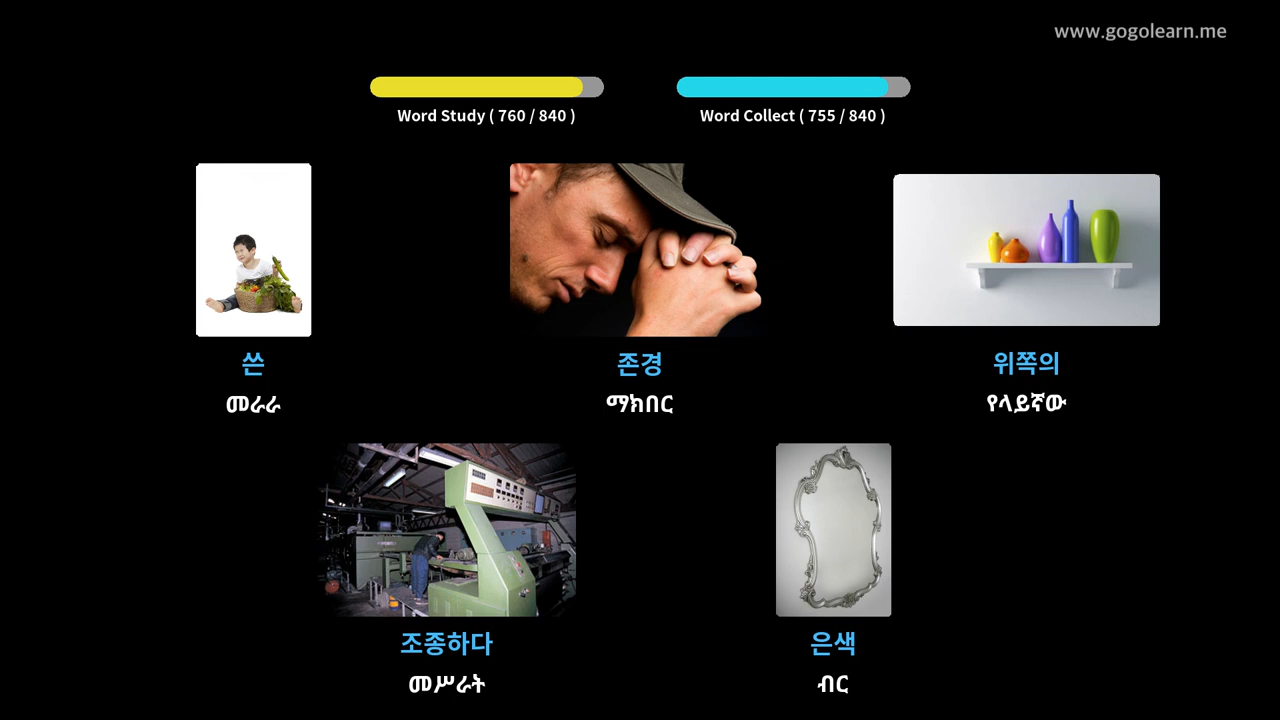 www.gogolearn.me
Word Study ( 760 / 840 )
Word Collect ( 755 / 840 )
쓴
መራራ
존경
ማክበር
위쪽의
የላይኛው
조종하다
መሥራት
은색
ብር